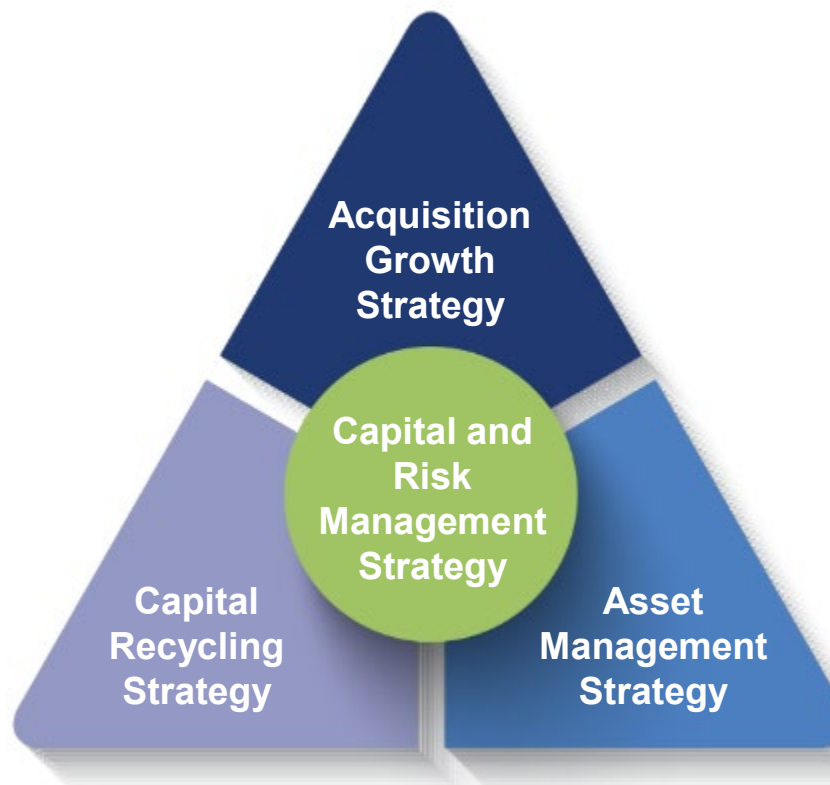 Acquisition
Growth
Strategy
Capital and
Risk
Management
Strategy
Capital
Recycling
Strategy
Asset
Management
Strategy